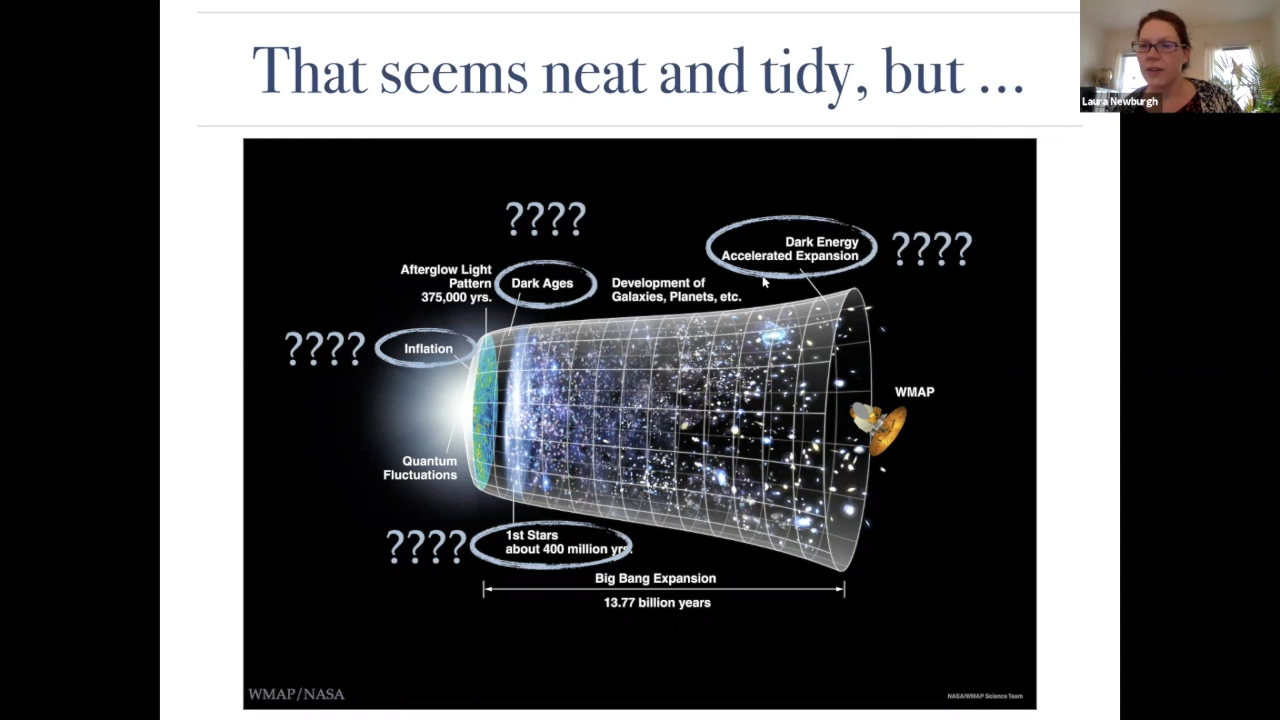 That seems neat and tidy, but ...
Laura Newburgh
????
Dark Energy
Accelerated Expansion
????
Afterglow Light
Pattern
375,000 yrs.
Dark Ages
Development of
Galaxies, Planets, etc.
????
Inflation
WMAP
Quantum
Fluctuations
????
1st Stars
about 400 million yrs.
Big Bang Expansion
13.77 billion years
WMAP/NASA
NASA/WMAP Science Team